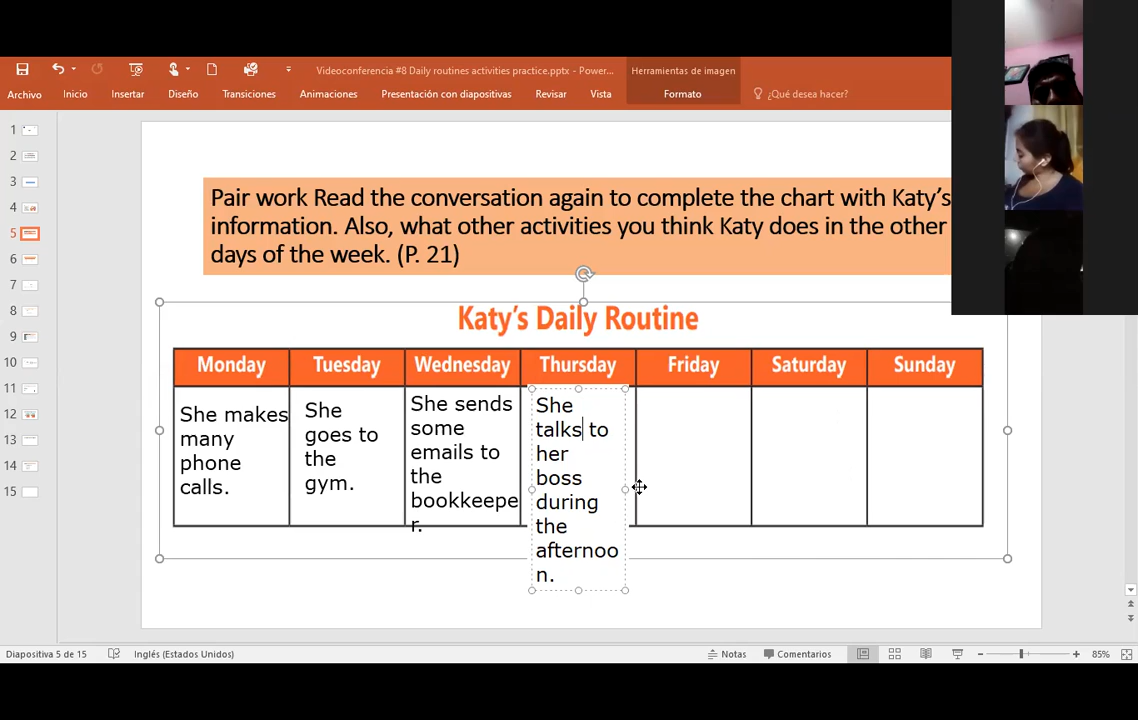 Videoconferencia #8 Daily routines activities practice.pptx - Power...
Herramientas de imagen
Archivo
Inicio
Insertar
Diseño
Transiciones
Animaciones
Presentación con diapositivas
Revisar
Vista
Formato
¿Qué desea hacer?
1
2
3
4
5
6
7
8
9
10
11
12
13
14
15
Pair work Read the conversation again to complete the chart with Katy's
information. Also, what other activities you think Katy does in the other
days of the week. (P. 21)
Katy's Daily Routine
Monday
Tuesday
Wednesday
Thursday
Friday
Saturday
Sunday
She makes
many
phone
calls.
She
goes to
the
gym.
She sends
some
emails to
the
bookkeepe
r.
She
talks to
her
boss
during
the
afternoo
n.
Diapositiva 5 de 15
Inglés (Estados Unidos)
Notas
Comentarios
85%